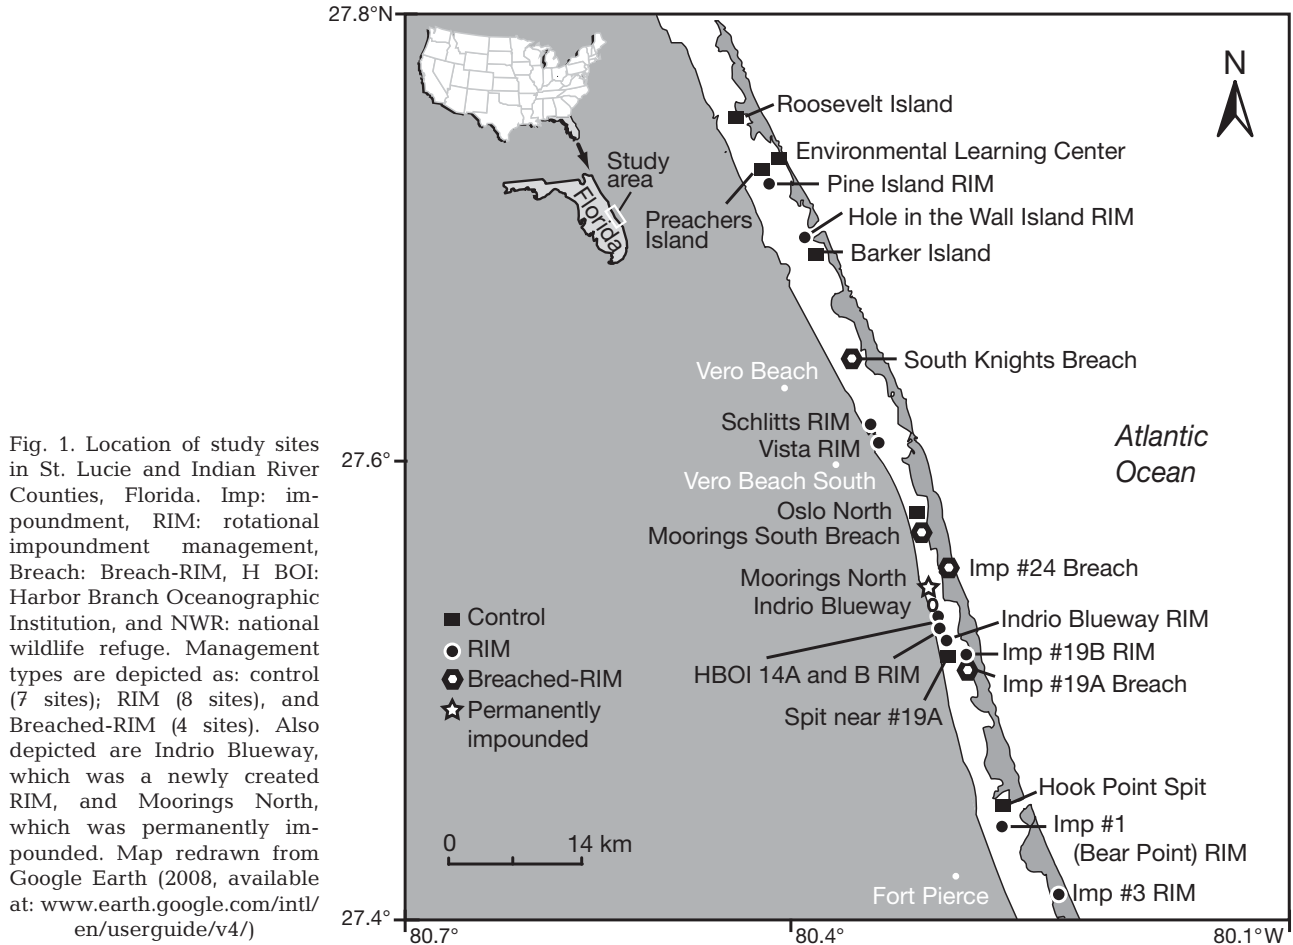 27.8°N
N
Roosevelt Island
Environmental Learning Center
Study
area
Pine Island RIM
Florida
Preachers
Island
Hole in the Wall Island RIM
Barker Island
South Knights Breach
Vero Beach
Schlitts RIM
Vista RIM
Atlantic
Ocean
27.6°
Vero Beach South
Oslo North
Moorings South Breach
Imp #24 Breach
Moorings North
Indrio Blueway
Indrio Blueway RIM
Imp #19B RIM
HBOI 14A and B RIM
Imp #19A Breach
Spit near #19A
Control
RIM
Breached-RIM
Permanently
impounded
Hook Point Spit
Imp #1
(Bear Point) RIM
0 14 km
Fort Pierce
Imp #3 RIM
27.4°
80.7° 80.4° 80.1°W
Fig. 1. Location of study sites
in St. Lucie and Indian River
Counties, Florida. Imp: im-
poundment, RIM: rotational
impoundment management,
Breach: Breach-RIM, H BOI:
Harbor Branch Oceanographic
Institution, and NWR: national
wildlife refuge. Management
types are depicted as: control
(7 sites); RIM (8 sites), and
Breached-RIM (4 sites). Also
depicted are Indrio Blueway,
which was a newly created
RIM, and Moorings North,
which was permanently im-
pounded. Map redrawn from
Google Earth (2008, available
at: www.earth.google.com/intl/
en/userguide/v4/)